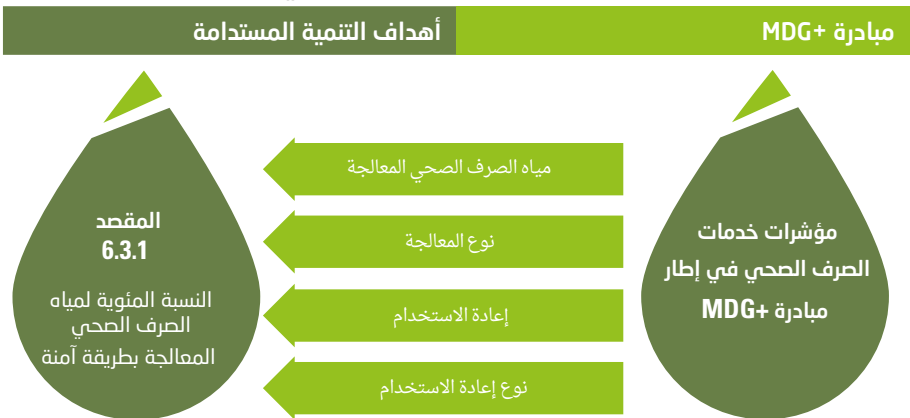 مبادرة MDG+
أهداف التنمية المستدامة
مؤشرات خدمات
الصرف الصحي في إطار
مبادرة MDG+
مياه الصرف الصحي المعالجة
نوع المعالجة
إعادة الاستخدام
نوع إعادة الاستخدام
المقصد
6.3.1
النسبة المئوية لمياه
الصرف الصحي
المعالجة بطريقة آمنة